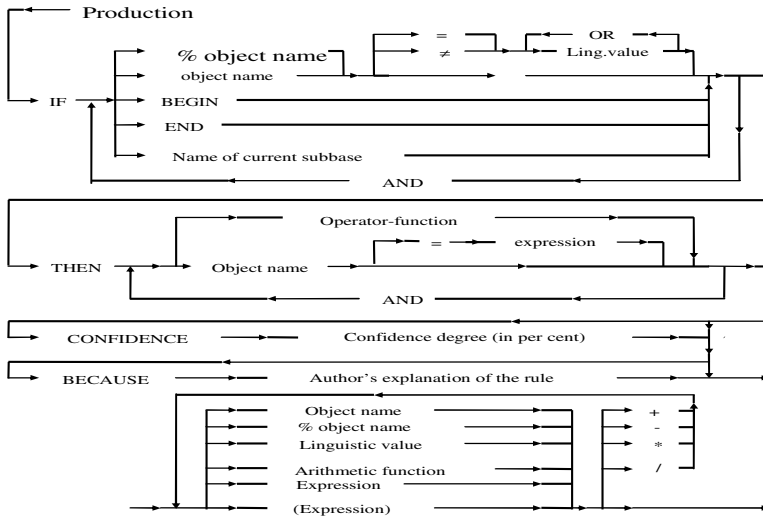 Production
= OR
% object name ≠ Ling.value
object name
IF BEGIN
END
Name of current subbase
AND
Operator-function
= expression
THEN Object name
AND
CONFIDENCE Confidence degree (in per cent)
BECAUSE Author's explanation of the rule
Object name +
% object name -
Linguistic value *
Arithmetic function /
Expression
(Expression)